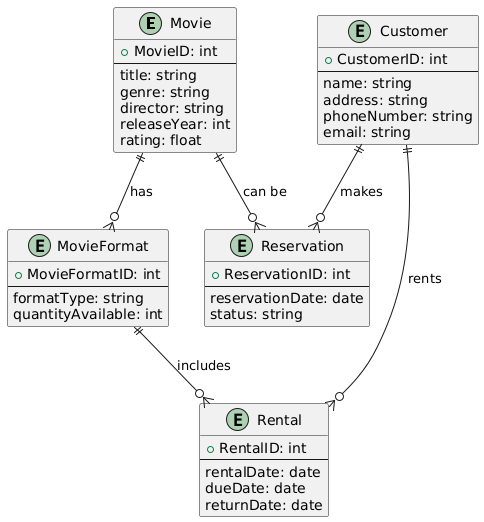 E Movie
MovieID: int
title: string
genre: string
director: string
releaseYear: int
rating: float
E Customer
CustomerID: int
name: string
address: string
phoneNumber: string
email: string
has
can be
makes
E MovieFormat
MovieFormatID: int
formatType: string
quantityAvailable: int
E Reservation
ReservationID: int
reservationDate: date
status: string
rents
includes
E Rental
RentalID: int
rentalDate: date
dueDate: date
returnDate: date